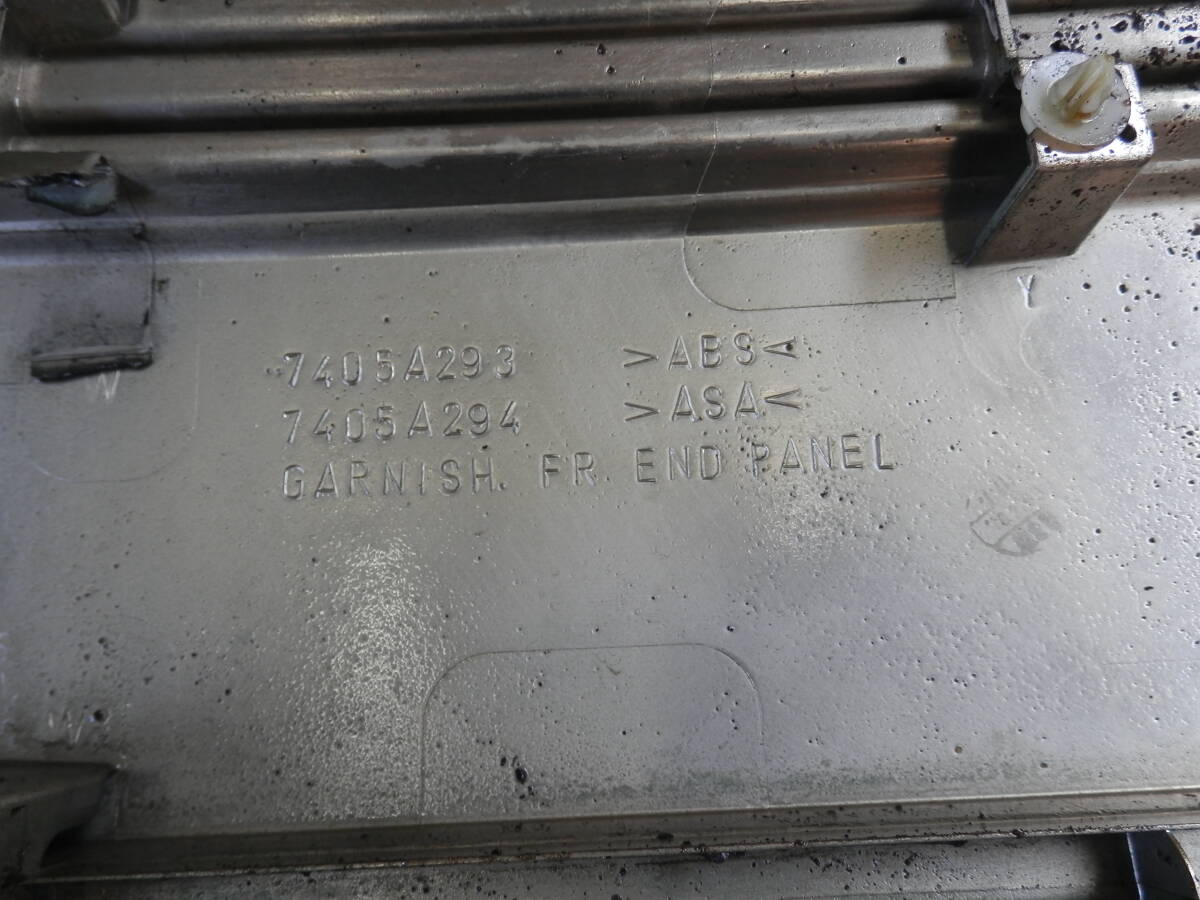 7405A293 >ABS<
7405A294 >ASA<
GARNISH. FR. END PANEL
Y
W
W